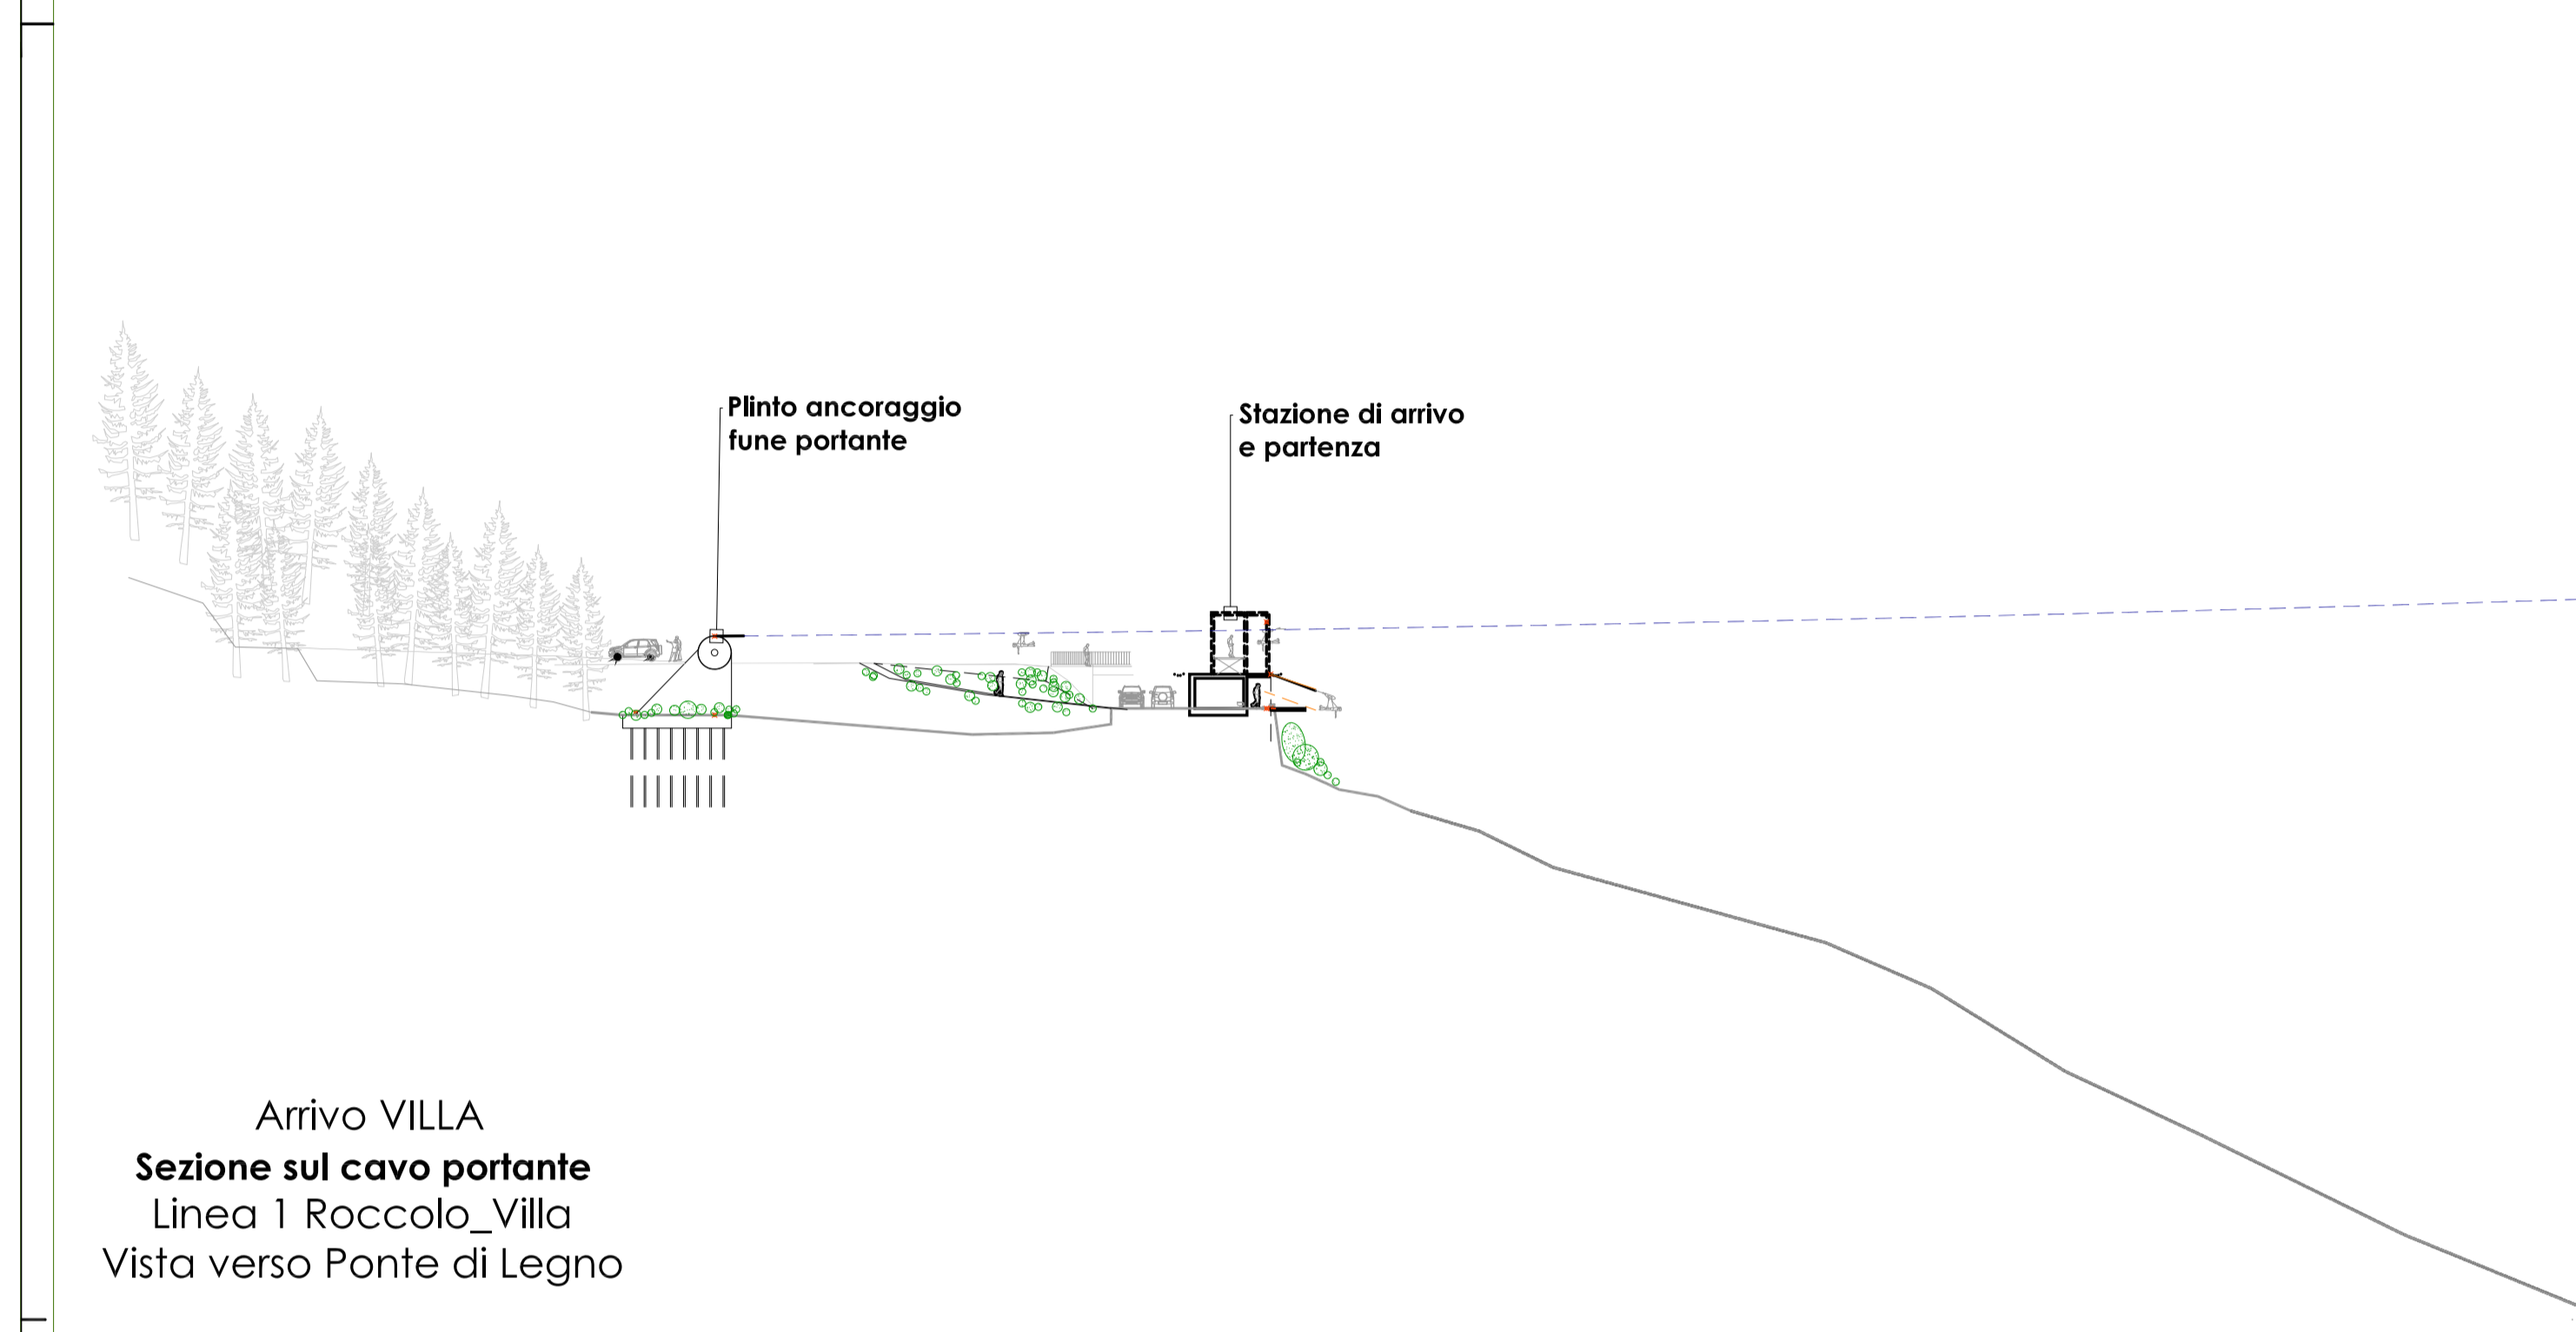 Plinto ancoraggio
fune portante
Stazione di arrivo
e partenza
Arrivo VILLA
Sezione sul cavo portante
Linea 1 Roccolo_Villa
Vista verso Ponte di Legno